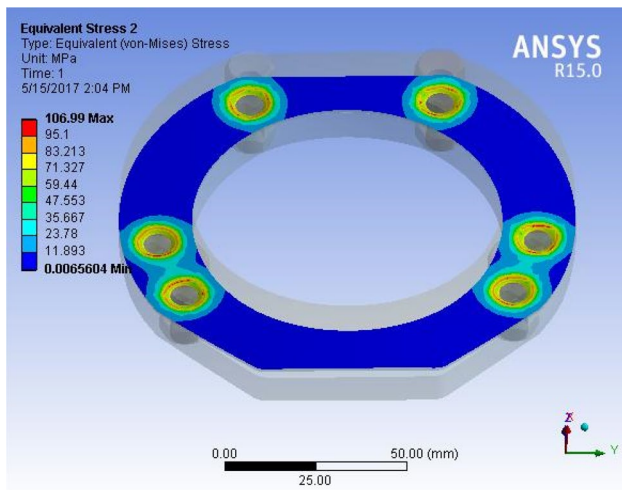 Equivalent Stress 2
Type: Equivalent (von-Mises) Stress
Unit: MPa
Time: 1
5/15/2017 2:04 PM
ANSYS
R15.0
106.99 Max
95.1
83.213
71.327
59.44
47.553
35.667
23.78
11.893
0.0065604 Min
0.00
50.00 (mm)
25.00
Z
X
Y